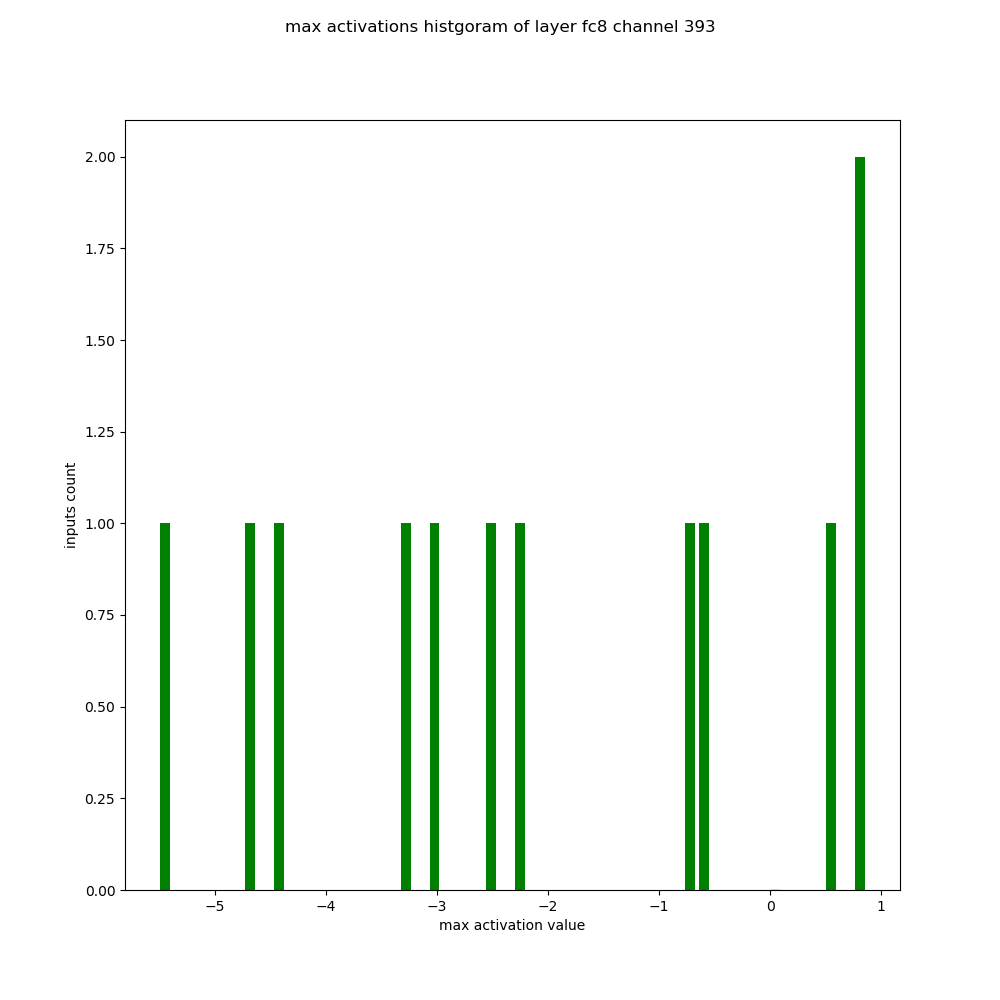 max activations histgoram of layer fc8 channel 393
2.00
1.75
1.50
1.25
1.00
0.75
0.50
0.25
0.00
inputs count
−5 −4 −3 −2 −1 0 1
max activation value